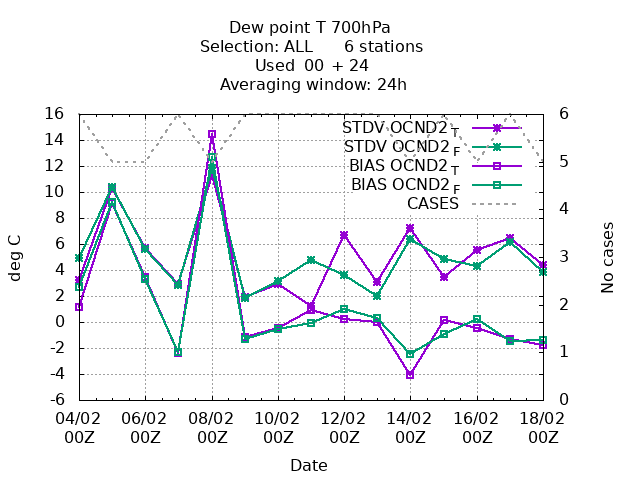 Dew point T 700hPa
Selection: ALL      6 stations
Used  00 + 24
Averaging window: 24h
STDV OCND2 T
STDV OCND2 F
BIAS OCND2 T
BIAS OCND2 F
CASES
16
14
12
10
8
6
4
2
0
-2
-4
-6
deg C
6
5
4
3
2
1
0
No cases
04/02 06/02 08/02 10/02 12/02 14/02 16/02 18/02
00Z 00Z 00Z 00Z 00Z 00Z 00Z 00Z
Date